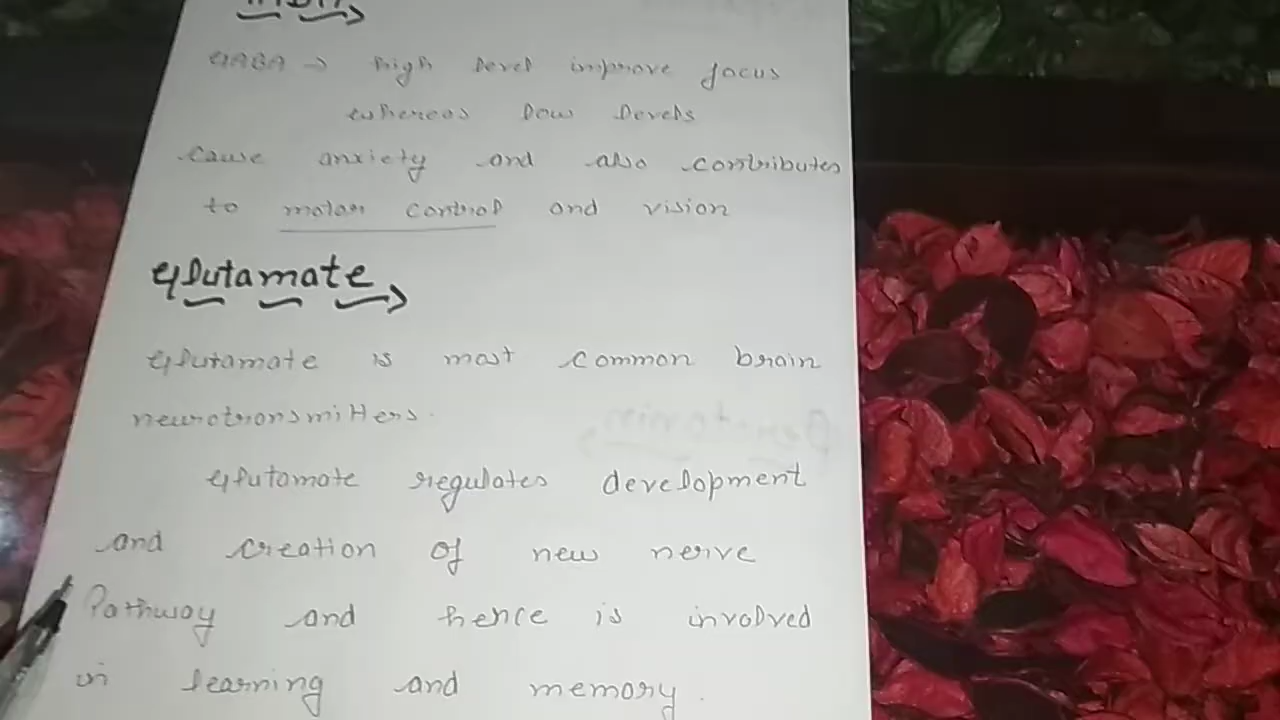 GABA → high level improve focus
whereas low levels
cause anxiety and also contributes
to motor control and vision
Glutamate
Glutamate is most common brain
neurotransmitters.
Glutamate regulates development
and creation of new nerve
Pathway and hence is involved
in learning and memory.